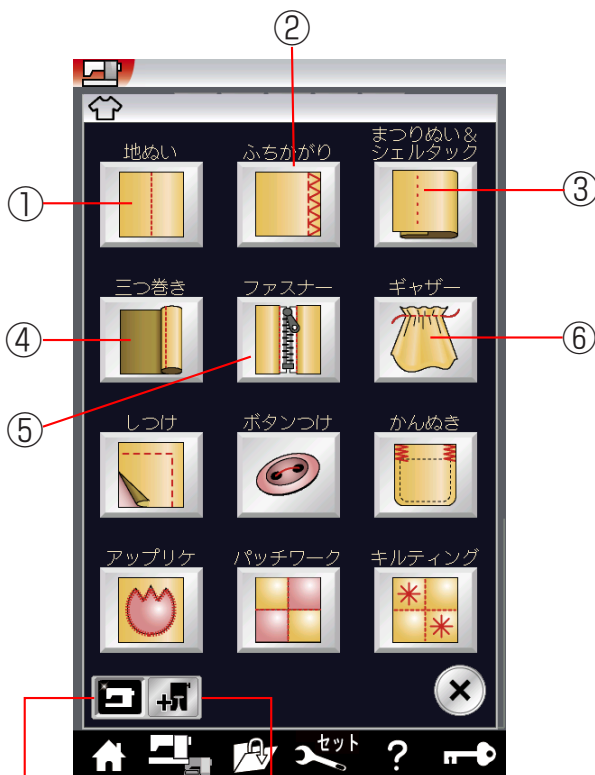 ②
まつりぬい&
地ぬい ふちかがり シェルタック
① ③
三つ巻き ファスナー ギャザー
④ ⑥
⑤
しつけ ボタンつけ かんぬき
アップリケ パッチワーク キルティング
セット
?